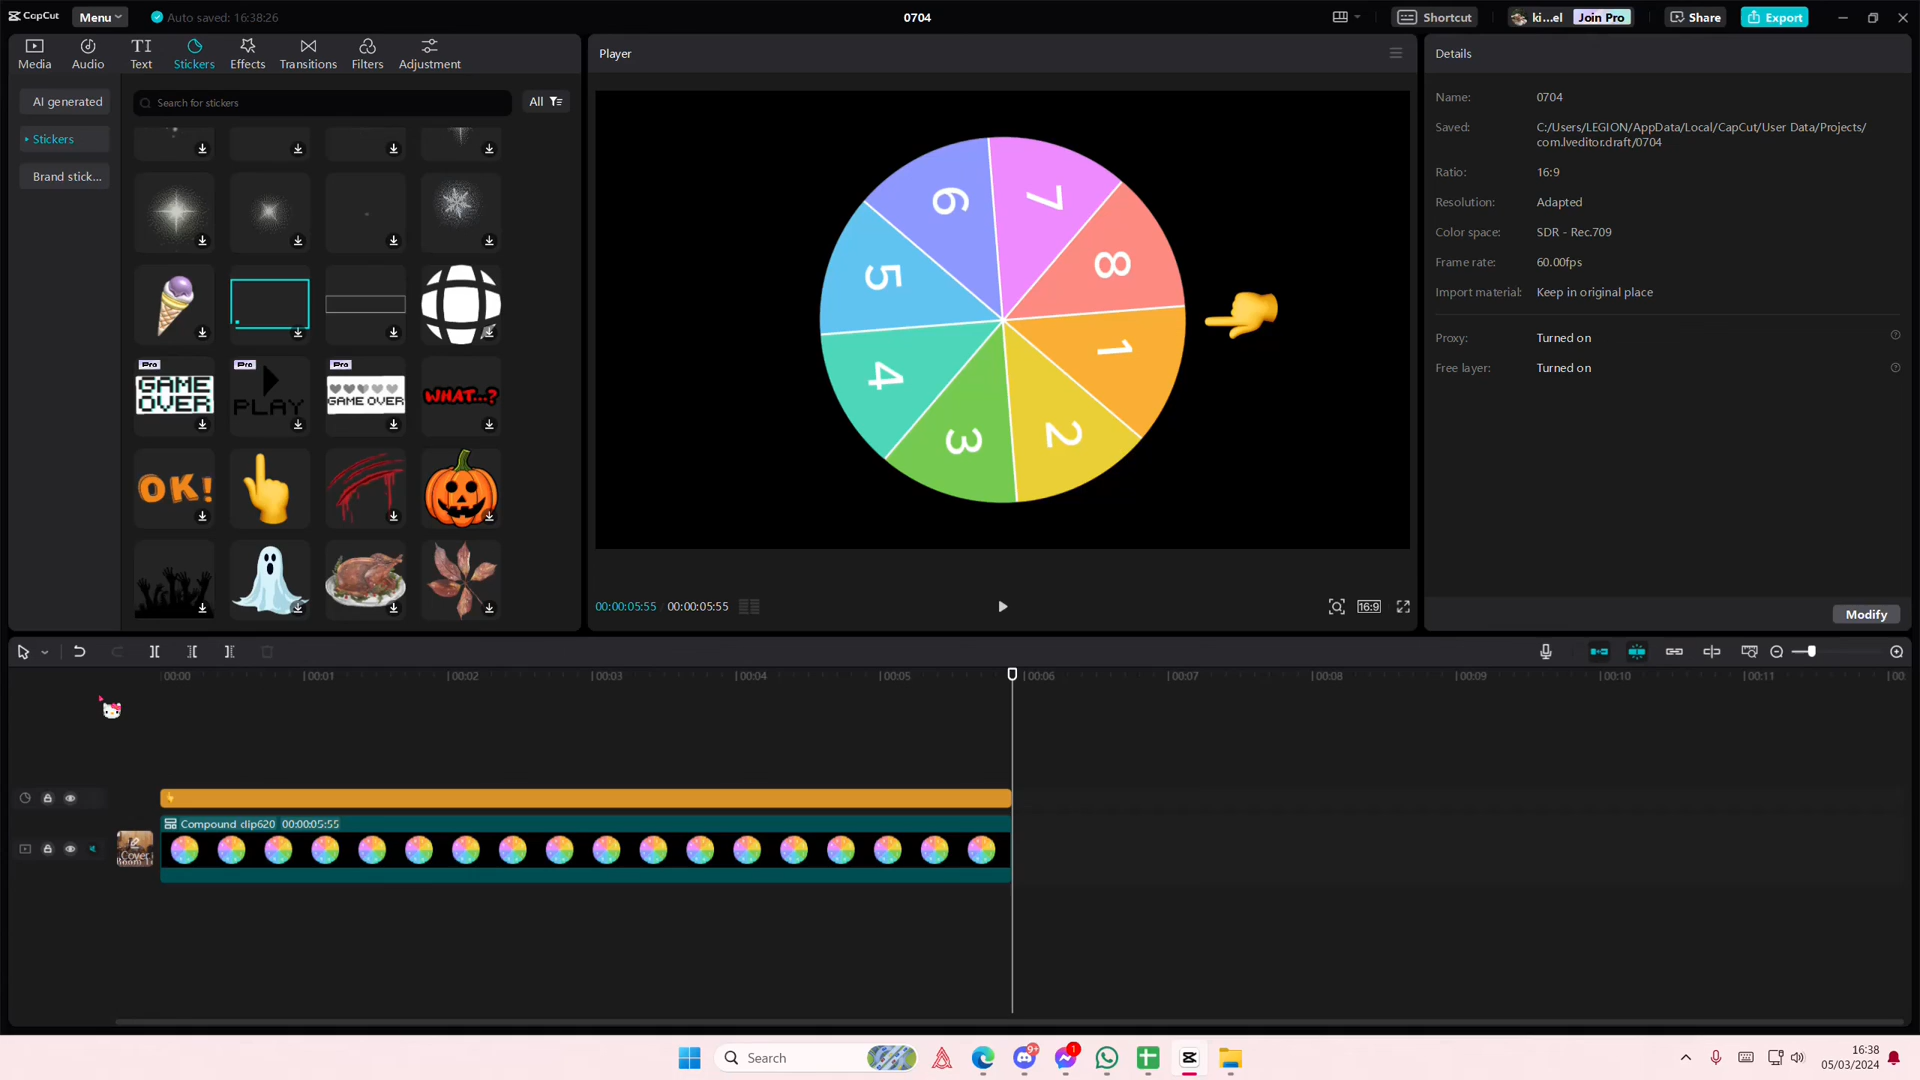 CapCut Menu Auto saved: 16:38:26 0704 Shortcut ki...el Join Pro Share Export
Media Audio Text Stickers Effects Transitions Filters Adjustment
AI generated
Stickers
Brand stick...
Search for stickers All
Pro Pro Pro
GAME OVER
PLAY
GAME OVER
WHAT...?
OK!
Player
6 7
5 8
4 1
3 2
00:00:05:55 00:00:05:55
16:9
Details
Name: 0704
Saved: C:/Users/LEGION/AppData/Local/CapCut/User Data/Projects/
com.lveditor.draft/0704
Ratio: 16:9
Resolution: Adapted
Color space: SDR - Rec.709
Frame rate: 60.00fps
Import material: Keep in original place
Proxy: Turned on
Free layer: Turned on
Modify
00:00 00:01 00:02 00:03 00:04 00:05 00:06 00:07 00:08 00:09 00:10 00:11 00
Compound clip620 00:00:05:55
Cover
Search
9+ 1
16:38
05/03/2024